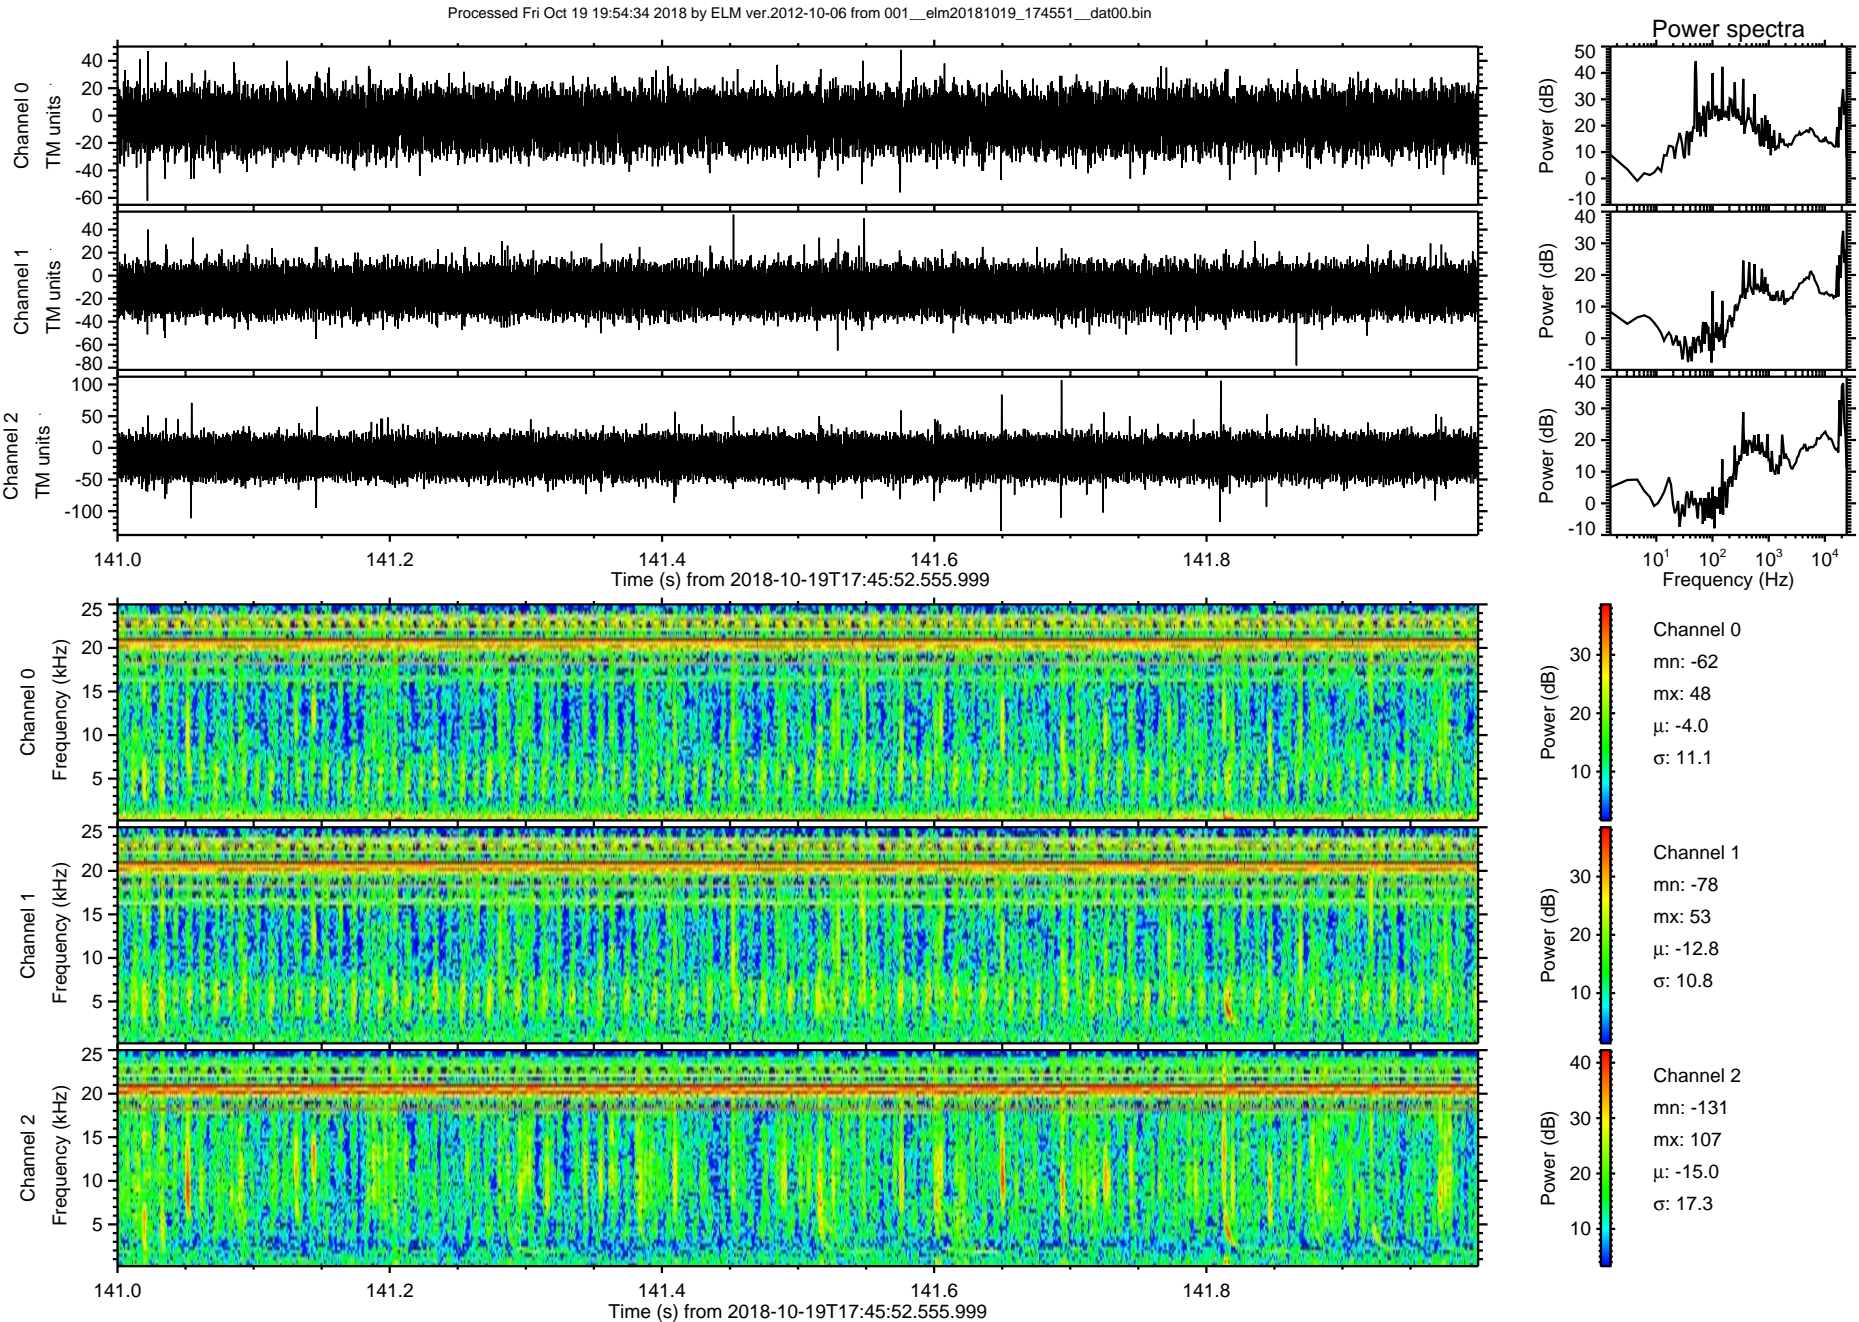 Processed Fri Oct 19 19:54:34 2018 by ELM ver.2012-10-06 from 001__elm20181019_174551__dat00.bin
Power spectra
Channel 0
TM units
40
20
0
-20
-40
-60
Power (dB)
50
40
30
20
10
0
-10
Channel 1
TM units
40
20
0
-20
-40
-60
-80
Power (dB)
40
30
20
10
0
-10
Channel 2
TM units
100
50
0
-50
-100
Power (dB)
40
30
20
10
0
-10
141.0 141.2 141.4 141.6 141.8
Time (s) from 2018-10-19T17:45:52.555.999
10^1 10^2 10^3 10^4
Frequency (Hz)
Channel 0
Frequency (kHz)
25
20
15
10
5
Power (dB)
30
20
10
Channel 0
mn: -62
mx: 48
μ: -4.0
σ: 11.1
Channel 1
Frequency (kHz)
25
20
15
10
5
Power (dB)
30
20
10
Channel 1
mn: -78
mx: 53
μ: -12.8
σ: 10.8
Channel 2
Frequency (kHz)
25
20
15
10
5
Power (dB)
40
30
20
10
Channel 2
mn: -131
mx: 107
μ: -15.0
σ: 17.3
141.0 141.2 141.4 141.6 141.8
Time (s) from 2018-10-19T17:45:52.555.999